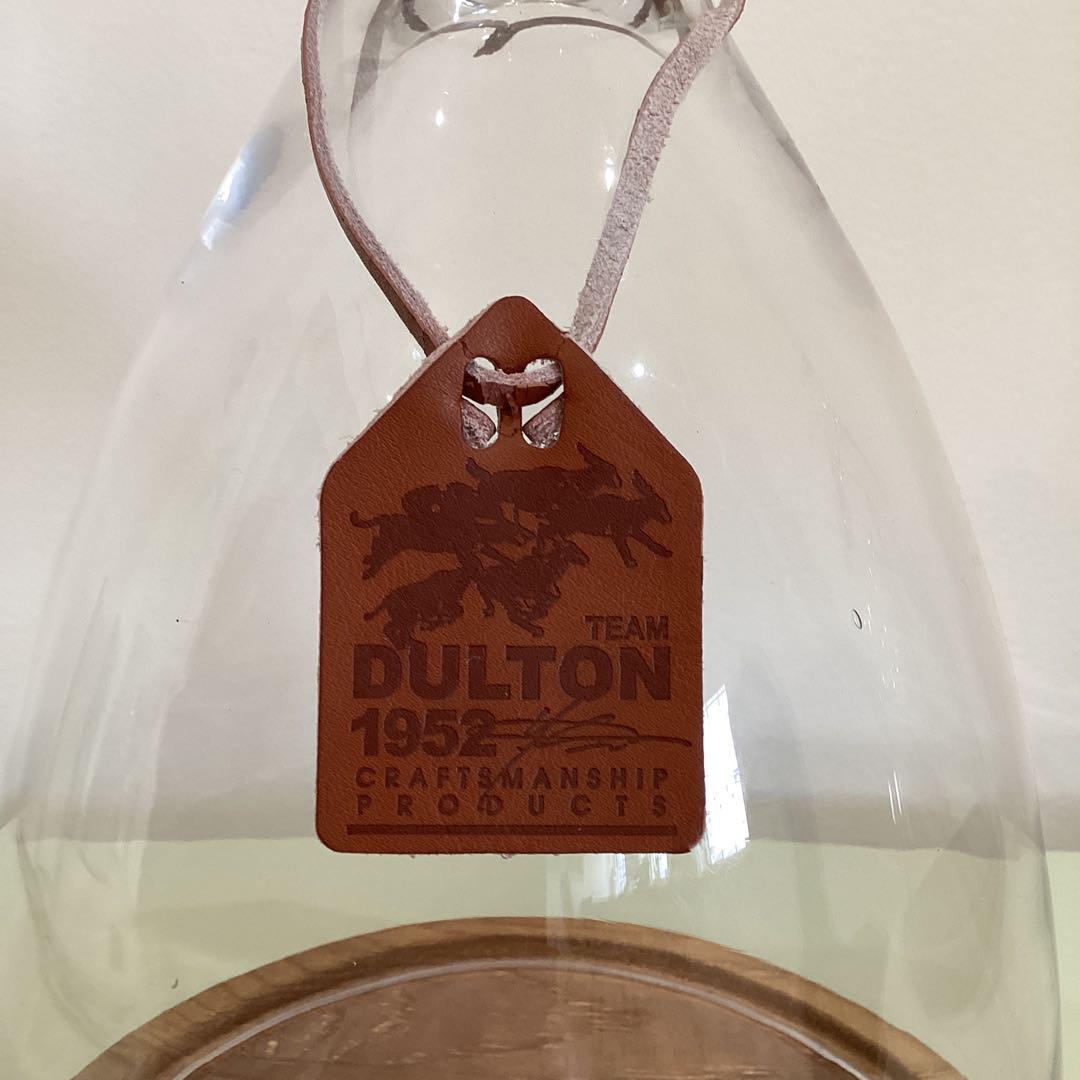 TEAM
DULTON
1952
CRAFTSMANSHIP
PRODUCTS